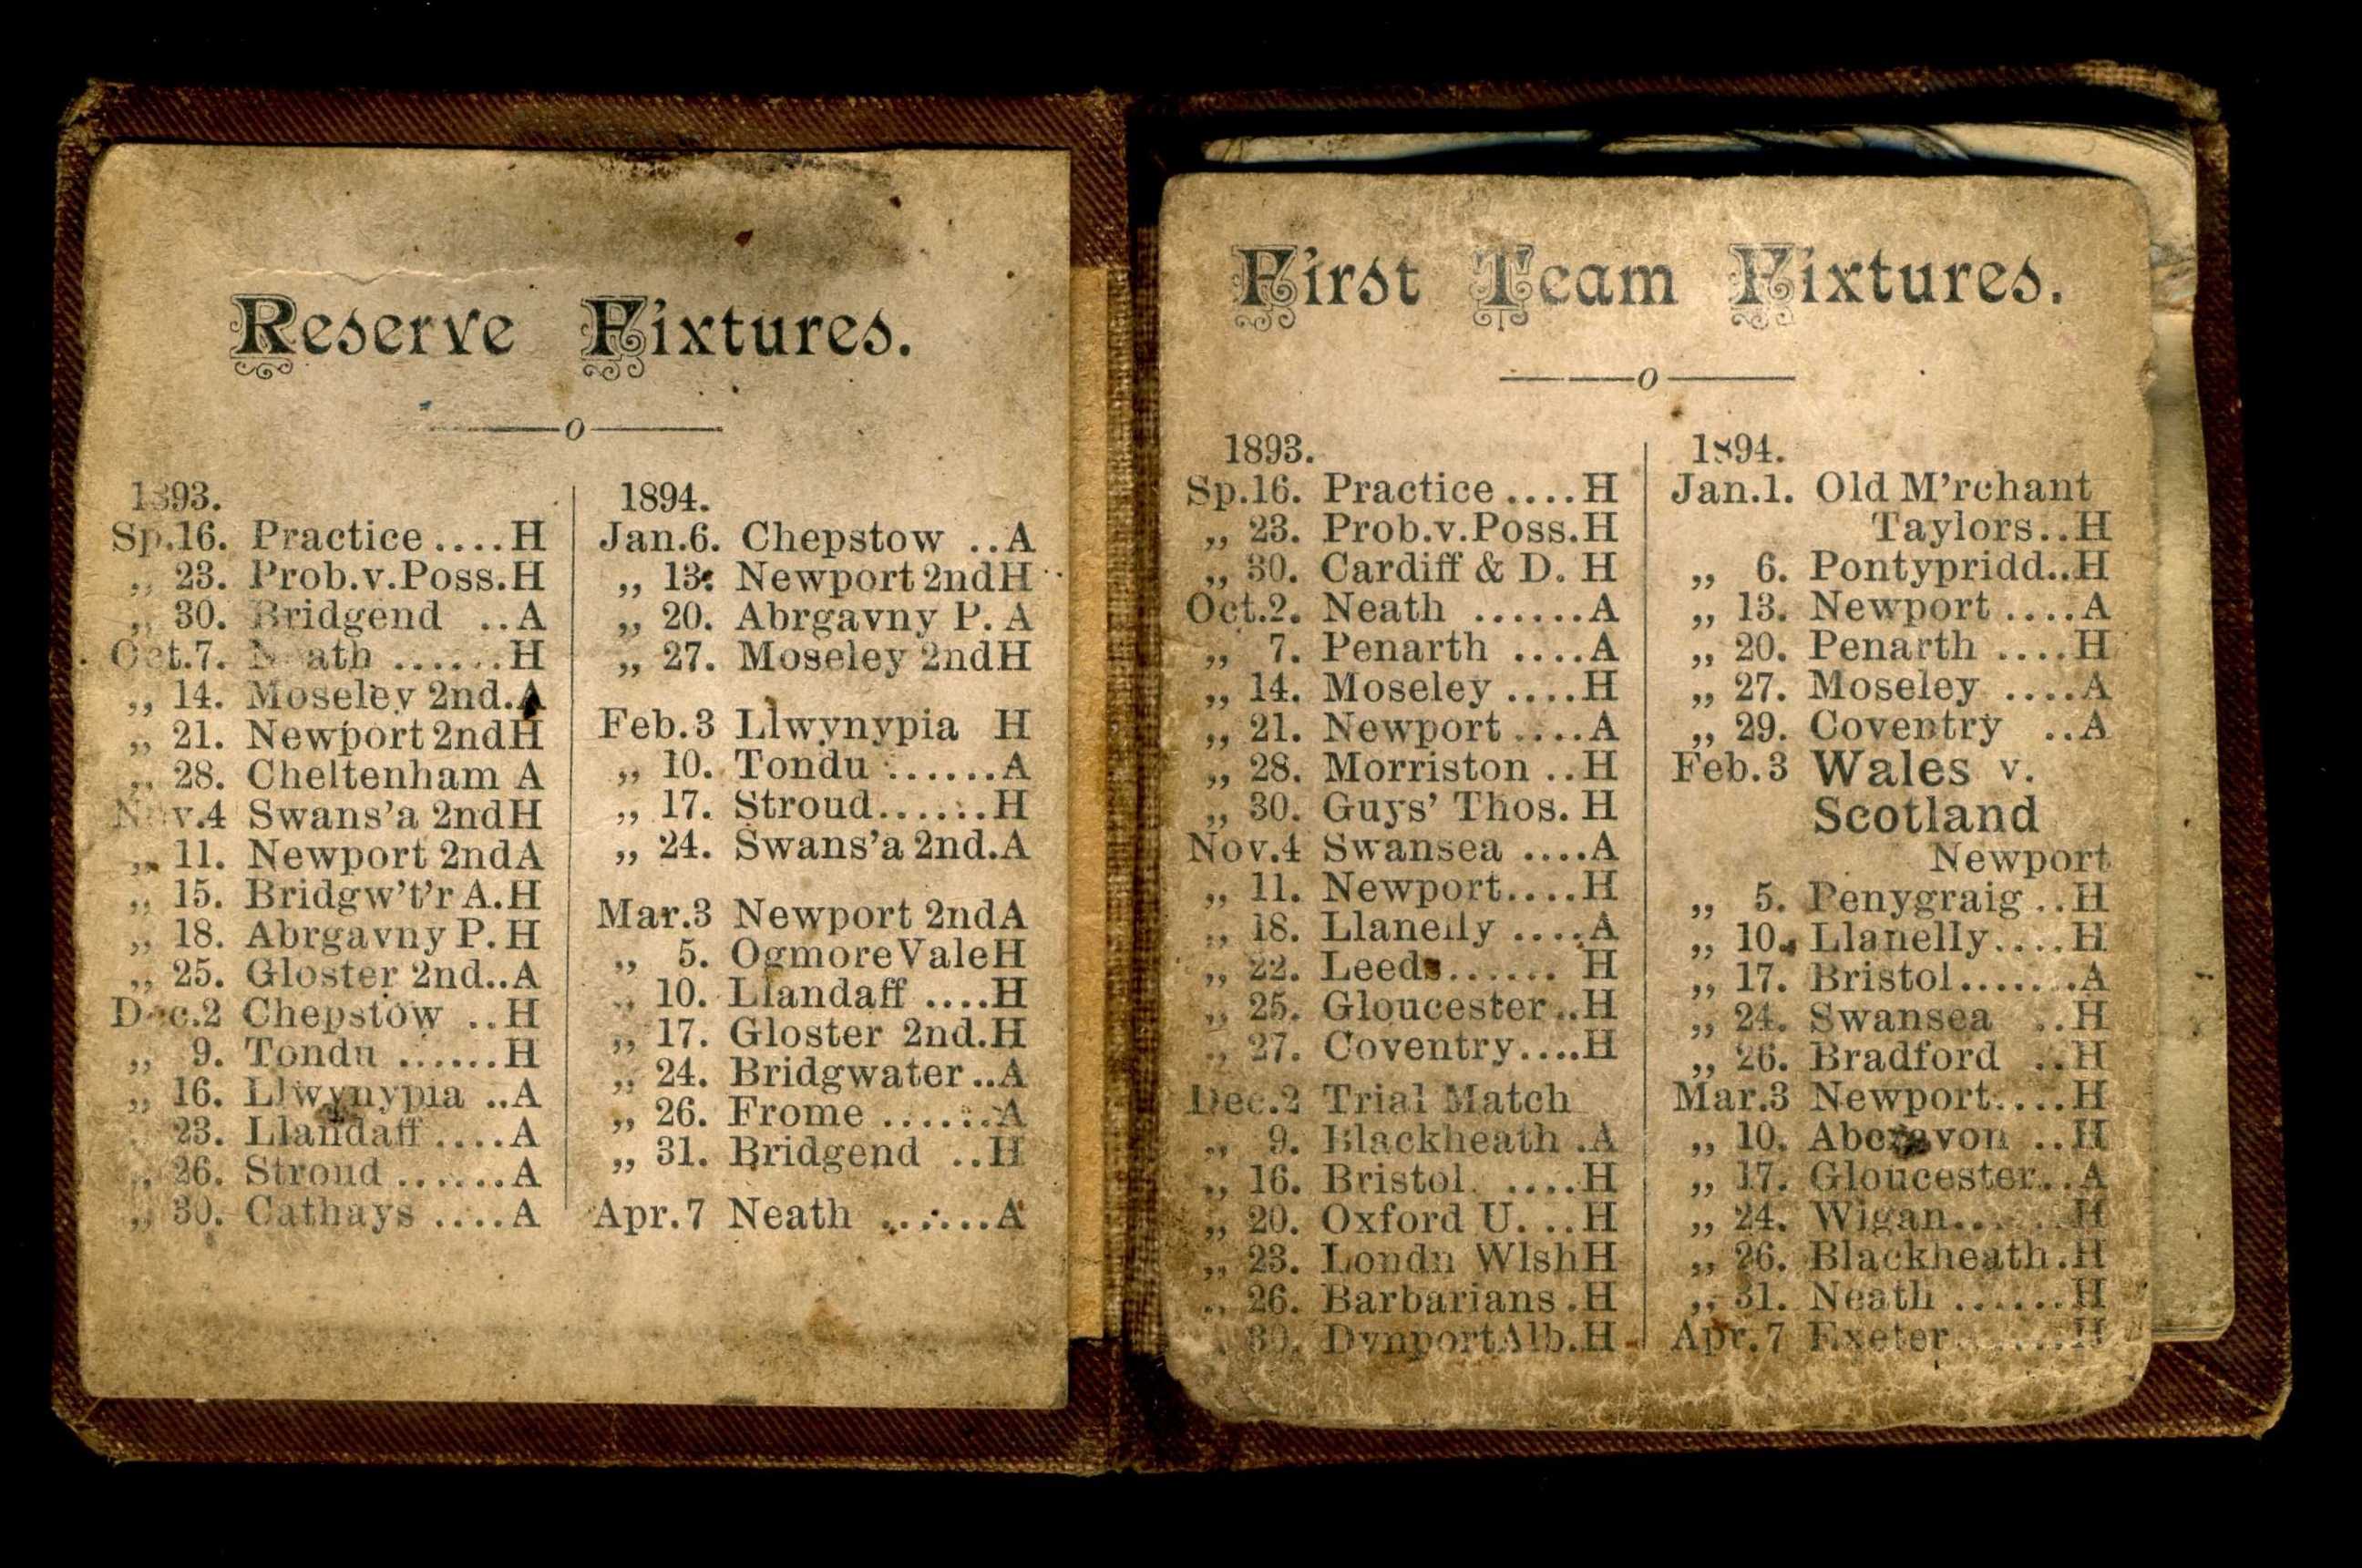 Reserve Fixtures.
o
1893.
Sp.16. Practice....H
„ 23. Prob.v.Poss.H
„ 30. Bridgend ..A
Oct.7. Neath ......H
„ 14. Moseley 2nd.A
„ 21. Newport 2ndH
„ 28. Cheltenham A
Nov.4 Swans'a 2ndH
„ 11. Newport 2ndA
„ 15. Bridgw't'r A.H
„ 18. Abrgavny P.H
„ 25. Gloster 2nd..A
Dec.2 Chepstow ..H
„ 9. Tondu ......H
„ 16. Llwynypia ..A
23. Llandaff....A
„ 26. Stroud ......A
„ 30. Cathays ....A
1894.
Jan.6. Chepstow ..A
„ 13. Newport 2ndH
„ 20. Abrgavny P. A
„ 27. Moseley 2ndH
Feb.3 Llwynypia H
„ 10. Tondu ......A
„ 17. Stroud......H
„ 24. Swans'a 2nd.A
Mar.3 Newport 2ndA
„ 5. OgmoreValeH
„ 10. Llandaff ....H
„ 17. Gloster 2nd.H
„ 24. Bridgwater..A
„ 26. Frome ......A
„ 31. Bridgend ..H
Apr.7 Neath ......A
First Team Fixtures.
o
1893.
Sp.16. Practice....H
„ 23. Prob.v.Poss.H
„ 30. Cardiff & D. H
Oct.2. Neath ......A
„ 7. Penarth ....A
„ 14. Moseley ....H
„ 21. Newport ....A
„ 28. Morriston ..H
„ 30. Guys' Thos. H
Nov.4 Swansea ....A
„ 11. Newport....H
„ 18. Llanelly ....A
„ 22. Leeds...... H
„ 25. Gloucester..H
„ 27. Coventry....H
Dec.2 Trial Match
„ 9. Blackheath .A
„ 16. Bristol. ....H
„ 20. Oxford U. ..H
„ 23. Londn WlshH
„ 26. Barbarians .H
30. DvnportAlb.H
1894.
Jan.1. Old M'rchant
Taylors..H
„ 6. Pontypridd..H
„ 13. Newport ....A
„ 20. Penarth ....H
„ 27. Moseley ....A
„ 29. Coventry ..A
Feb.3 Wales v.
Scotland
Newport
„ 5. Penygraig ..H
„ 10. Llanelly....H
„ 17. Bristol.......A
„ 24. Swansea ..H
„ 26. Bradford ..H
Mar.3 Newport....H
„ 10. Aberavon ..H
„ 17. Gloucester..A
„ 24. Wigan......H
„ 26. Blackheath.H
„ 31. Neath ......H
Apr.7 Exeter......H